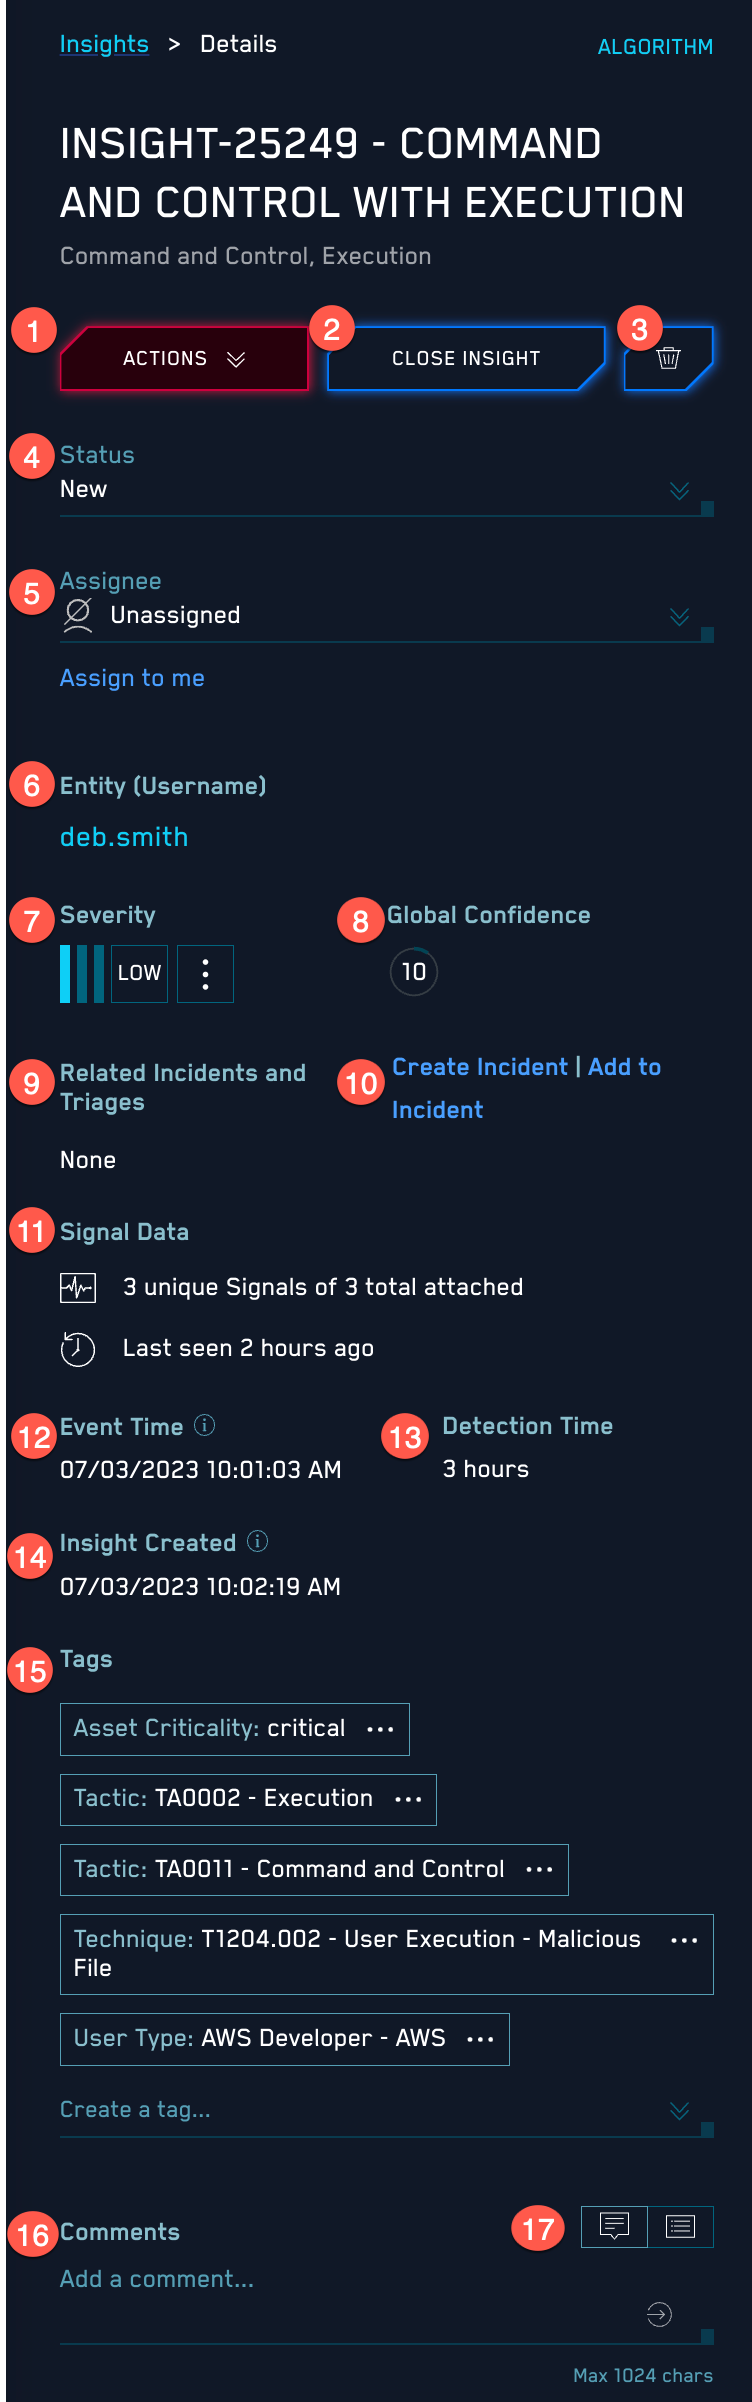 Insights > Details
ALGORITHM
INSIGHT-25249 - COMMAND
AND CONTROL WITH EXECUTION
Command and Control, Execution
1
ACTIONS
2
CLOSE INSIGHT
3
4
Status
New
5
Assignee
Unassigned
Assign to me
6
Entity (Username)
deb.smith
7
Severity
LOW
8
Global Confidence
10
9
Related Incidents and
Triages
None
10
Create Incident | Add to
Incident
11
Signal Data
3 unique Signals of 3 total attached
Last seen 2 hours ago
12
Event Time
07/03/2023 10:01:03 AM
13
Detection Time
3 hours
14
Insight Created
07/03/2023 10:02:19 AM
15
Tags
Asset Criticality: critical ...
Tactic: TA0002 - Execution ...
Tactic: TA0011 - Command and Control ...
Technique: T1204.002 - User Execution - Malicious ...
File
User Type: AWS Developer - AWS ...
Create a tag...
16
Comments
17
Add a comment...
Max 1024 chars